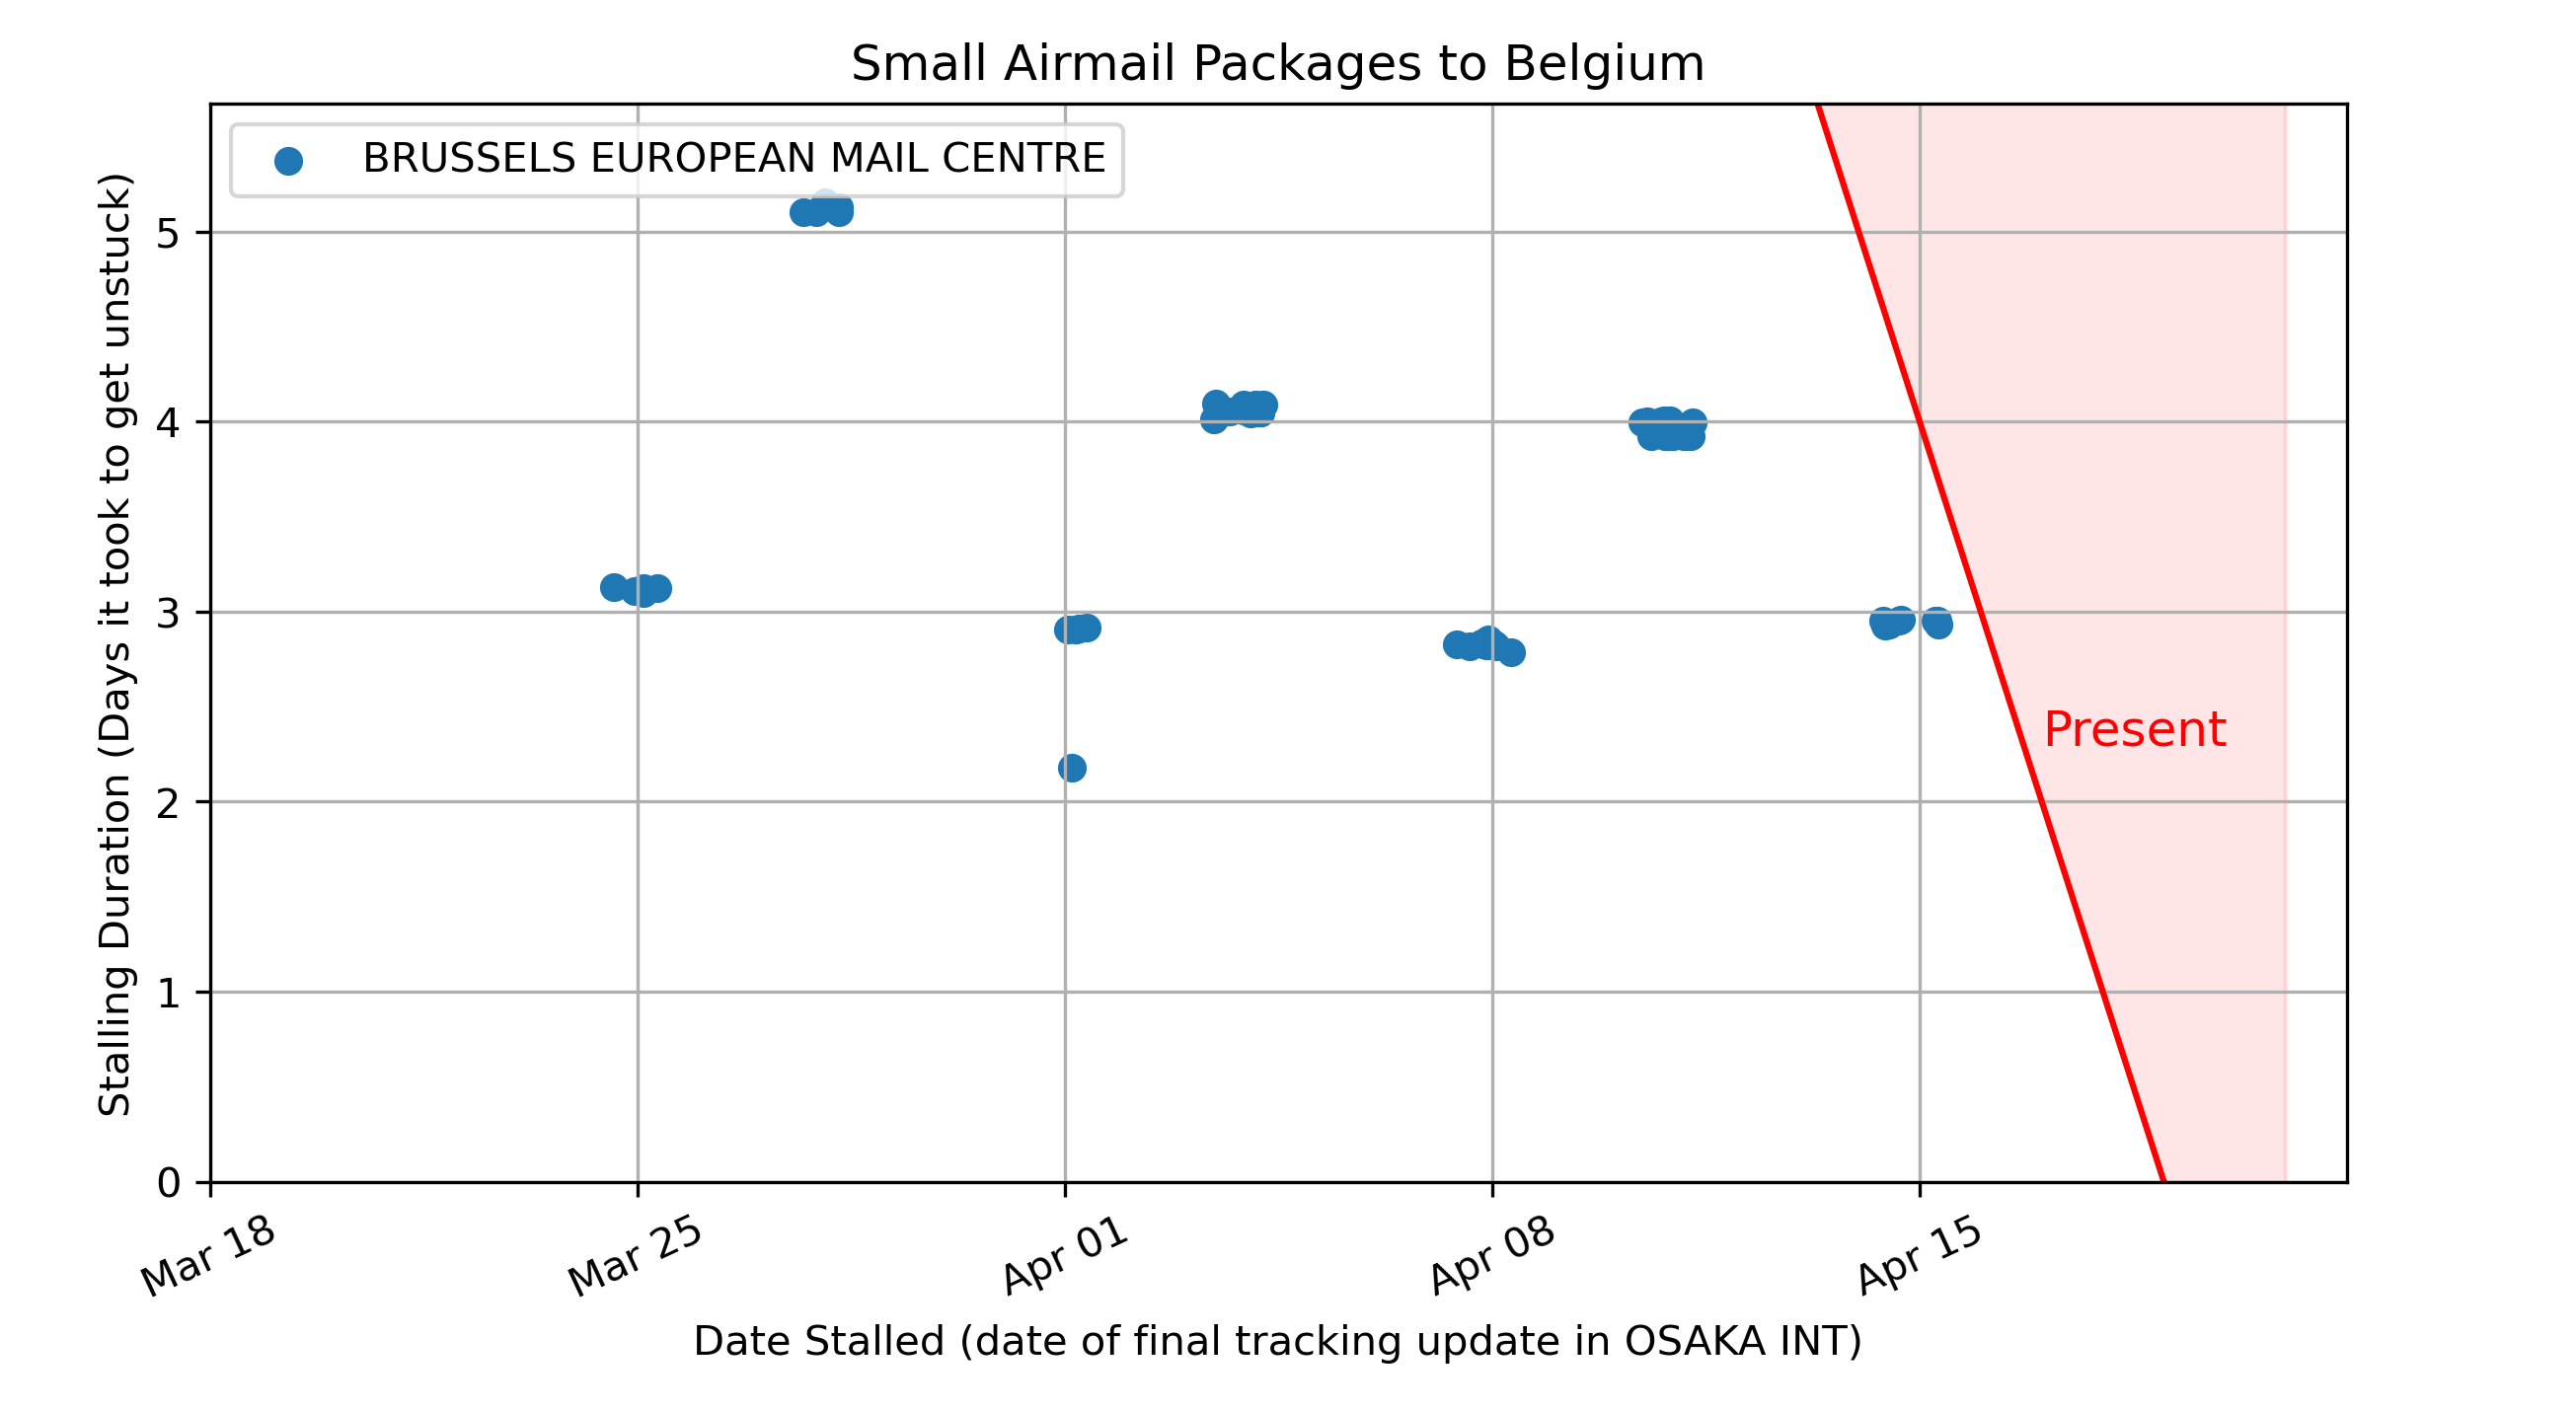 Small Airmail Packages to Belgium
BRUSSELS EUROPEAN MAIL CENTRE
Stalling Duration (Days it took to get unstuck)
5
4
3
2
1
0
Present
Mar 18
Mar 25
Apr 01
Apr 08
Apr 15
Date Stalled (date of final tracking update in OSAKA INT)